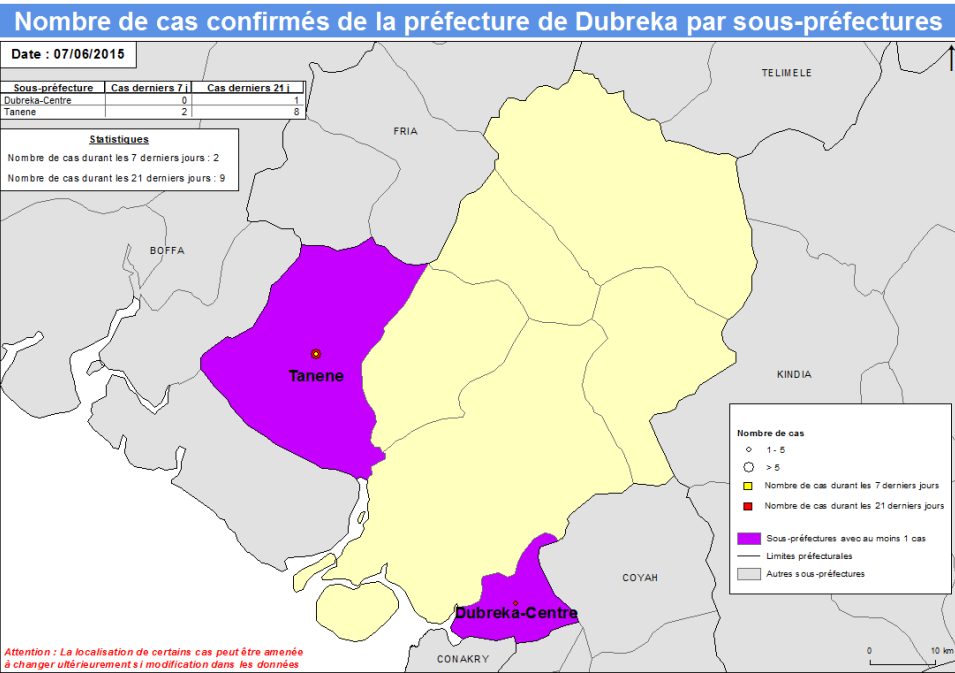 Nombre de cas confirmés de la préfecture de Dubreka par sous-préfectures
Date : 07/06/2015
Sous-préfecture Cas derniers 7 j Cas derniers 21 j
Dubreka-Centre 0 1
Tanene 2 8
Statistiques
Nombre de cas durant les 7 derniers jours : 2
Nombre de cas durant les 21 derniers jours : 9
TELIMELE
FRIA
BOFFA
Tanene
KINDIA
Nombre de cas
1 - 5
> 5
Nombre de cas durant les 7 derniers jours
Nombre de cas durant les 21 derniers jours
Sous-préfectures avec au moins 1 cas
Limites préfecturales
Autres sous-préfectures
COYAH
Dubreka-Centre
CONAKRY
0 10 km
Attention : La localisation de certains cas peut être amenée
à changer ultérieurement si modification dans les données